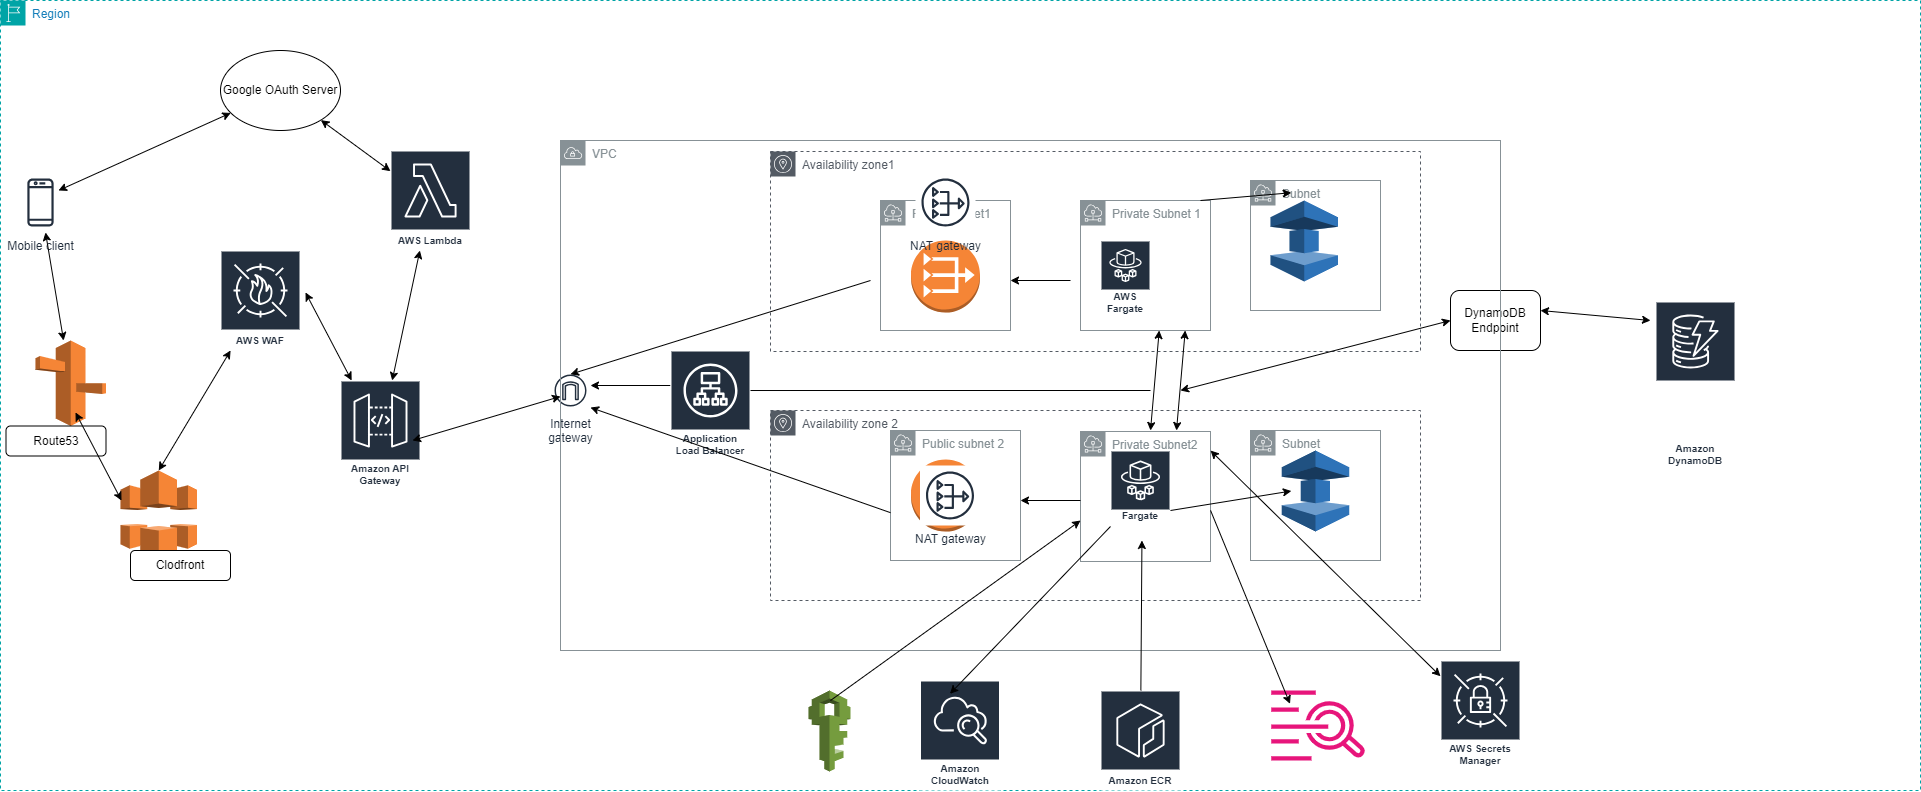 Region
Google OAuth Server
Mobile client
AWS Lambda
AWS WAF
Route53
Clodfront
Amazon API
Gateway
VPC
Internet
gateway
Application
Load Balancer
Availability zone1
et1
NAT gateway
Private Subnet 1
AWS
Fargate
Subnet
Availability zone 2
Public subnet 2
NAT gateway
Private Subnet2
Fargate
Subnet
DynamoDB
Endpoint
Amazon
DynamoDB
Amazon
CloudWatch
Amazon ECR
AWS Secrets
Manager